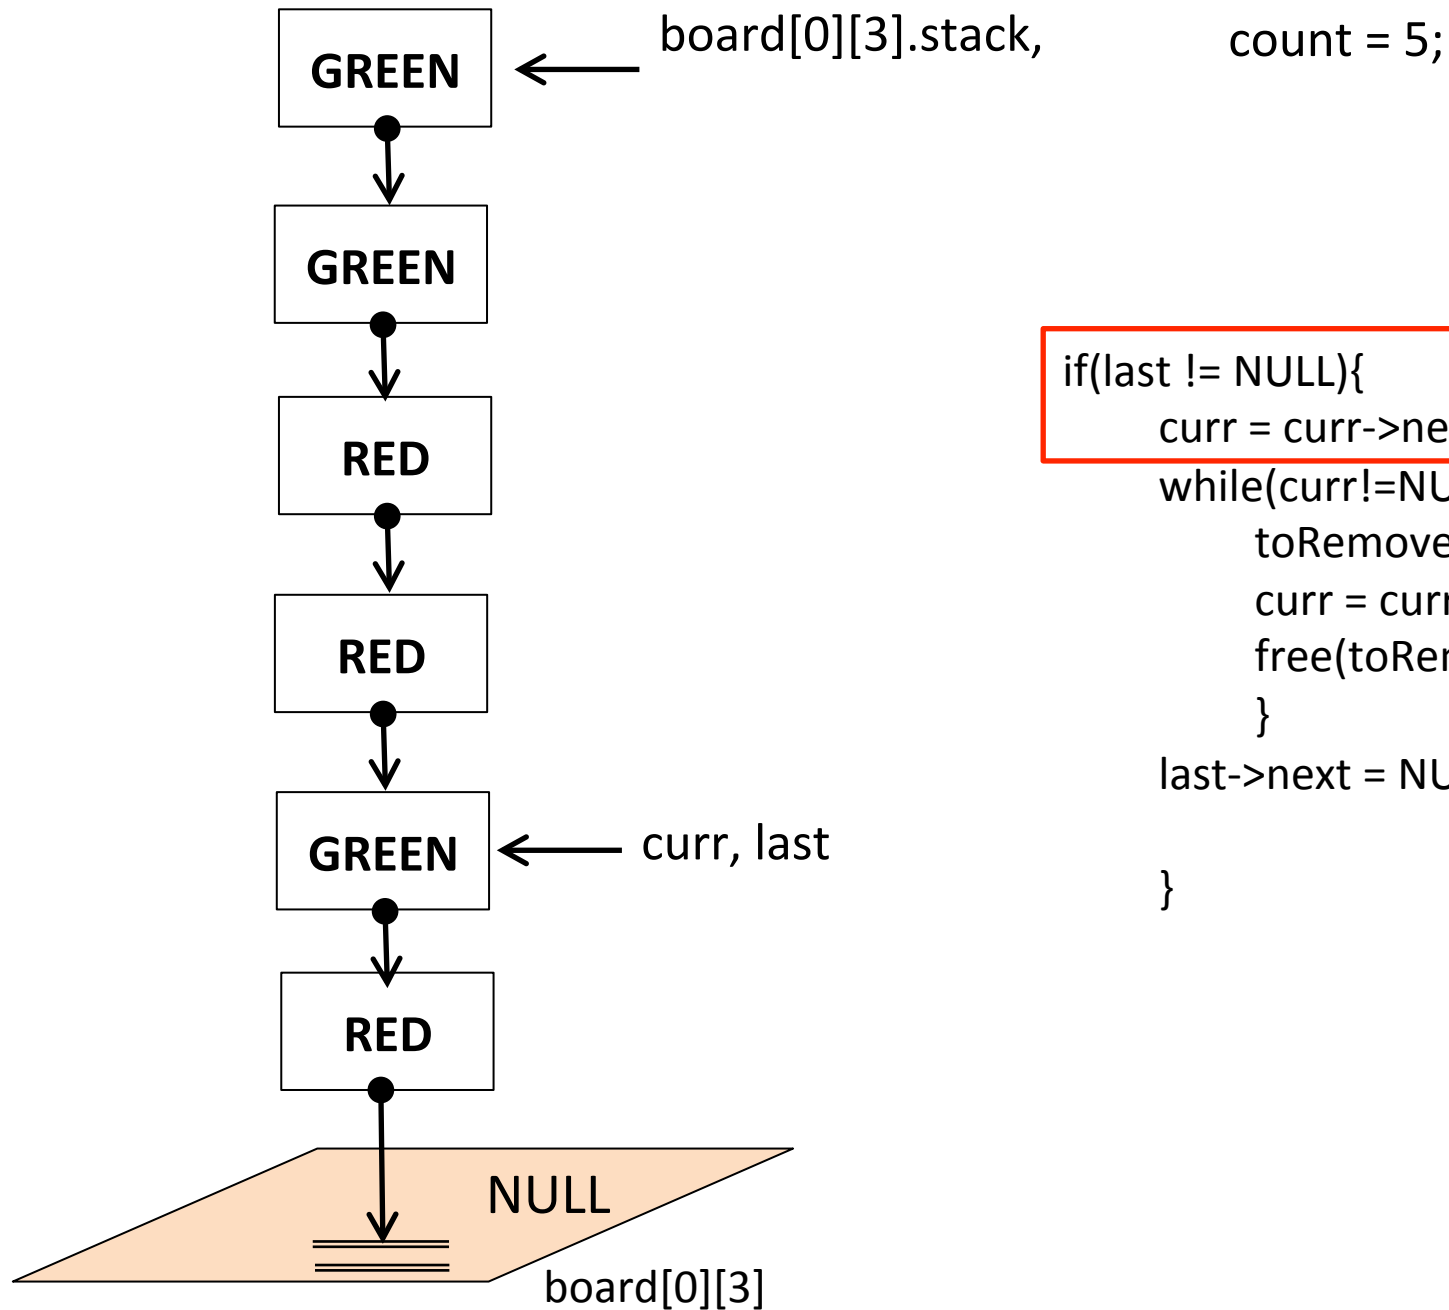 board[0][3].stack,
count = 5;
GREEN
GREEN
RED
RED
GREEN
curr, last
RED
NULL
board[0][3]
if(last != NULL){
curr = curr->ne
while(curr!=NU
toRemove
curr = curr
free(toRer
}
last->next = NU
}